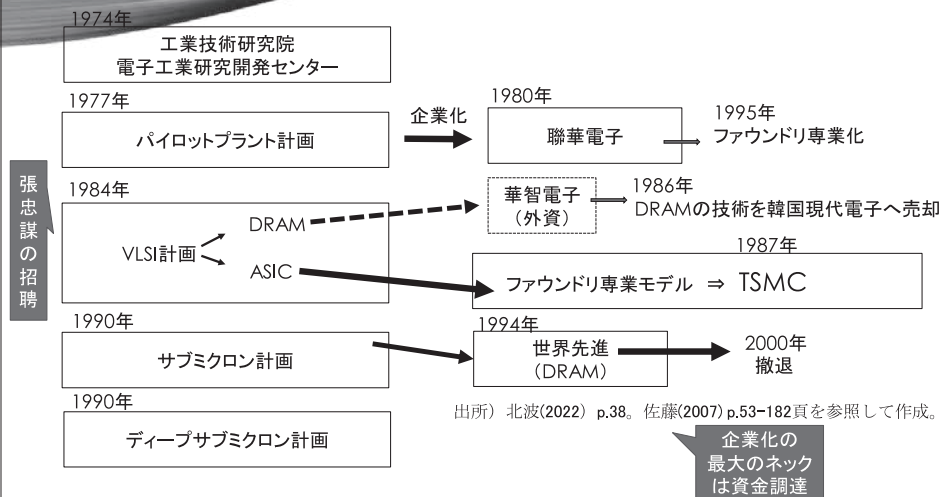 1974年
工業技術研究院
電子工業研究開発センター
1977年
パイロットプラント計画
企業化
1980年
聯華電子
1995年
ファウンドリ専業化
張忠謀の招聘
1984年
VLSI計画
DRAM
ASIC
華智電子
(外資)
1986年
DRAMの技術を韓国現代電子へ売却
1987年
ファウンドリ専業モデル ⇒ TSMC
1990年
サブミクロン計画
1994年
世界先進
(DRAM)
2000年
撤退
1990年
ディープサブミクロン計画
出所) 北波(2022) p.38。佐藤(2007) p.53-182頁を参照して作成。
企業化の
最大のネック
は資金調達